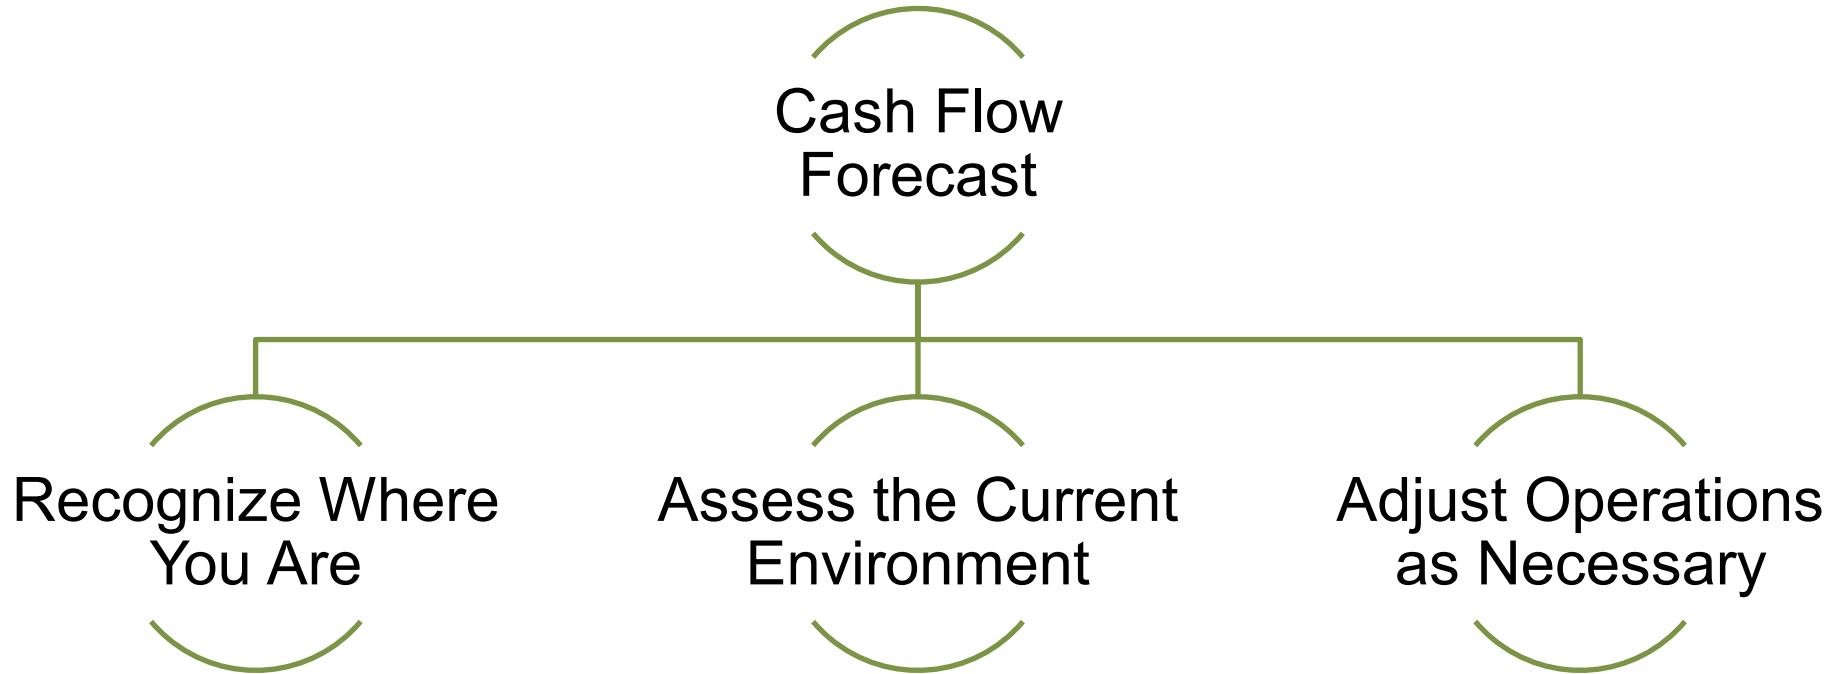 Cash Flow
Forecast
Recognize Where
You Are
Assess the Current
Environment
Adjust Operations
as Necessary